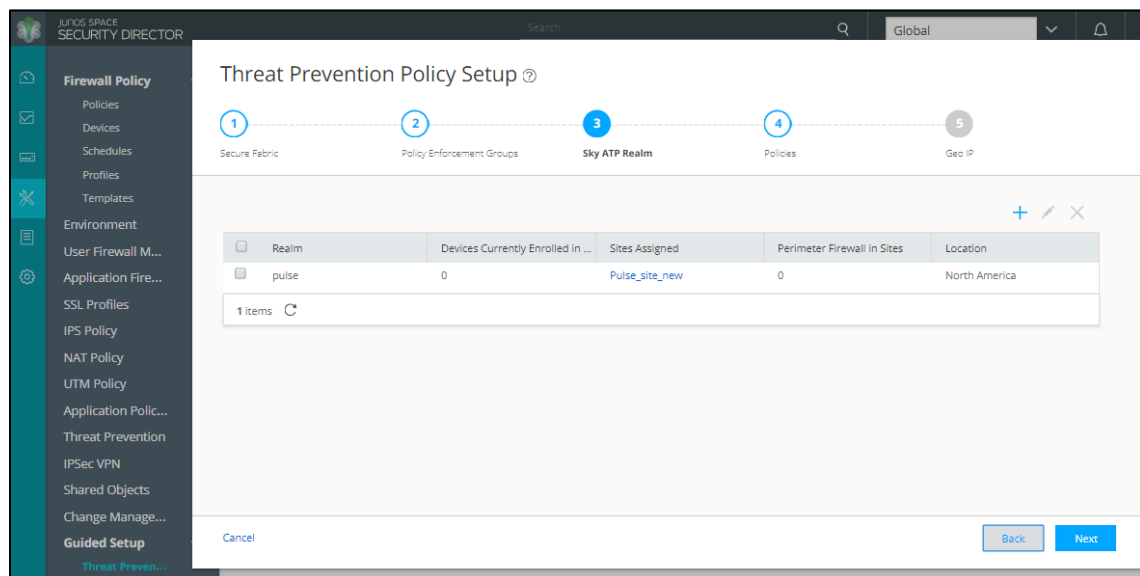 JUNOS SPACE
SECURITY DIRECTOR
Search
Global
Firewall Policy
Policies
Devices
Schedules
Profiles
Templates
Environment
User Firewall M...
Application Fire...
SSL Profiles
IPS Policy
NAT Policy
UTM Policy
Application Polic...
Threat Prevention
IPSec VPN
Shared Objects
Change Manage...
Guided Setup
Threat Preven...
Threat Prevention Policy Setup ?
1 2 3 4 5
Secure Fabric Policy Enforcement Groups Sky ATP Realm Policies Geo IP
Realm Devices Currently Enrolled in ... Sites Assigned Perimeter Firewall in Sites Location
pulse 0 Pulse_site_new 0 North America
1 items
Cancel Back Next